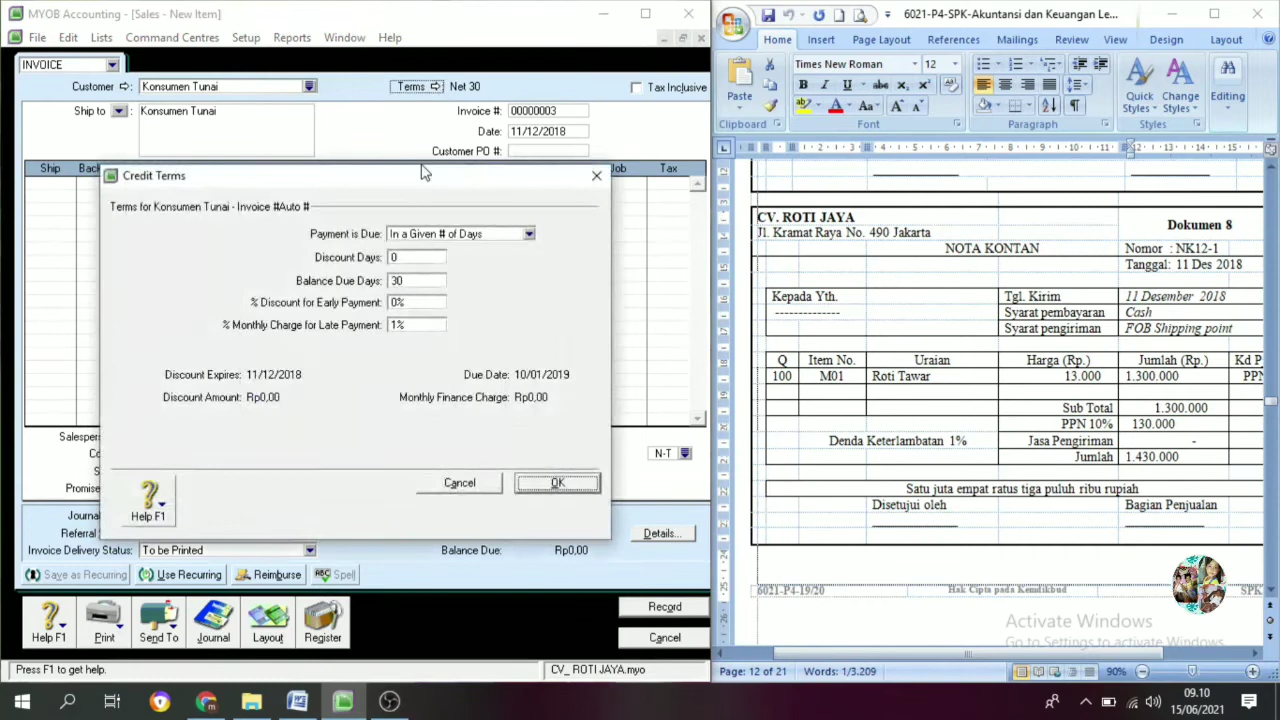 MYOB Accounting - [Sales - New Item]
File Edit Lists Command Centres Setup Reports Window Help
INVOICE
Customer Konsumen Tunai Terms Net 30 Tax Inclusive
Ship to : Konsumen Tunai Invoice #: 00000003
Date: 11/12/2018
Customer PO #:
Ship Tax
Credit Terms
Terms for Konsumen Tunai - Invoice #Auto #
Payment is Due: In a Given # of Days
Discount Days: 0
Balance Due Days: 30
% Discount for Early Payment: 0%
% Monthly Charge for Late Payment: 1%
Discount Expires: 11/12/2018 Due Date: 10/01/2019
Discount Amount: Rp0,00 Monthly Finance Charge: Rp0,00
Cancel OK
Help F1
N-T
Journal
Referral
Details...
Invoice Delivery Status: To be Printed Balance Due: Rp0,00
Save as Recurring Use Recurring Reimburse Spell
Help F1 Print Send To Journal Layout Register
Record
Cancel
Press F1 to get help. CV_ ROTI JAYA.myo
6021-P4-SPK-Akuntansi dan Keuangan Le...
Home Insert Page Layout References Mailings Review View Design Layout
Times New Roman 12
Paste Quick Styles Change Styles Editing
Clipboard Font Paragraph Styles
CV. ROTI JAYA Dokumen 8
Jl. Kramat Raya No. 490 Jakarta
NOTA KONTAN Nomor : NK12-1
Tanggal: 11 Des 2018
Kepada Yth. Tgl. Kirim 11 Desember 2018
------------- Syarat pembayaran Cash
Syarat pengiriman FOB Shipping point
Q Item No. Uraian Harga (Rp.) Jumlah (Rp.) Kd P
100 M01 Roti Tawar 13.000 1.300.000 PPN
Sub Total 1.300.000
PPN 10% 130.000
Denda Keterlambatan 1% Jasa Pengiriman -
Jumlah 1.430.000
Satu juta empat ratus tiga puluh ribu rupiah
Disetujui oleh Bagian Penjualan
6021-P4-19/20 Hak Cipta pada Kemdikbud SPK
Activate Windows
Go to Settings to activate Windows.
Page: 12 of 21 Words: 1/3.209 90%
09.10
15/06/2021